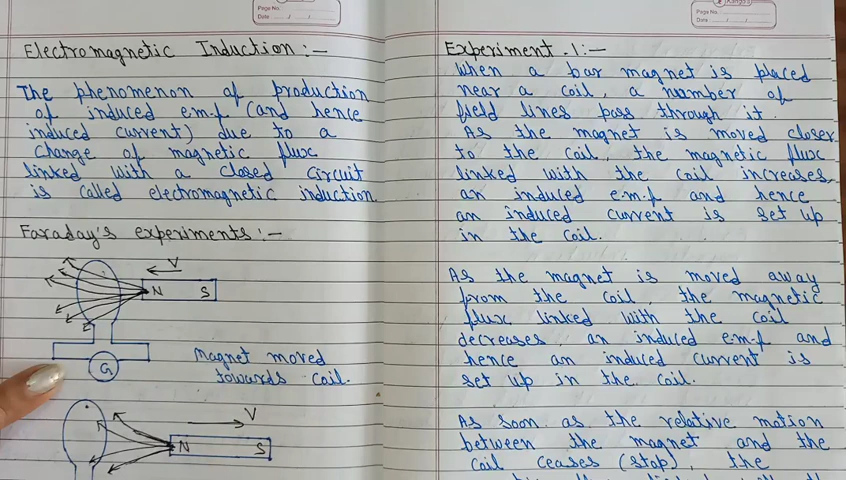 Page No.
Date
Electromagnetic Induction :-
The phenomenon of production
of induced e.m.f (and hence
induced current) due to a
change of magnetic flux
linked with a closed circuit
is called electromagnetic induction
Faraday's experiments :-
V
N S
G
Magnet moved
towards coil.
V
N S
Page No.
Date
Experiment .1 :-
When a bar magnet is placed
near a coil, a number of
field lines pass through it.
As the magnet is moved closer
to the coil, the magnetic flux
linked with the coil increases
an induced e.m.f and hence
an induced current is set up
in the coil.
As the magnet is moved away
from the coil, the magnetic
flux linked with the coil
decreases, an induced e.m.f and
hence an induced current is
set up in the coil.
As soon as the relative motion
between the magnet and the
coil ceases (stop), the